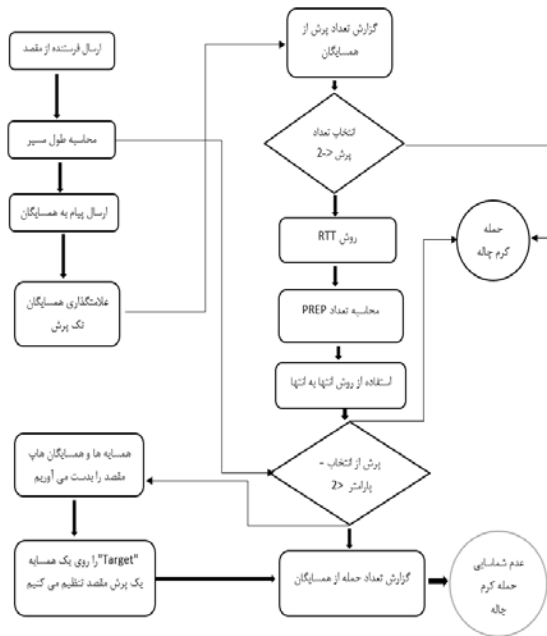 ارسال فرستنده از مقصد
محاسبه طول مسیر
ارسال پیام به همسایگان
علامتگذاری همسایگان
تک پرش
گزارش تعداد پرش از
همسایگان
انتخاب
تعداد
پرش <-2
روش RTT
محاسبه تعداد PREP
استفاده از روش انتها به انتها
حمله
کرم چاله
پرش از انتخاب -
پارامتر <2
همسایه ها و همسایگان هاپ
مقصد را بدست می آوریم
"Target" را روی یک همسایه
یک پرش مقصد تنظیم می کنیم
گزارش تعداد حمله از همسایگان
عدم شناسایی
حمله کرم
چاله